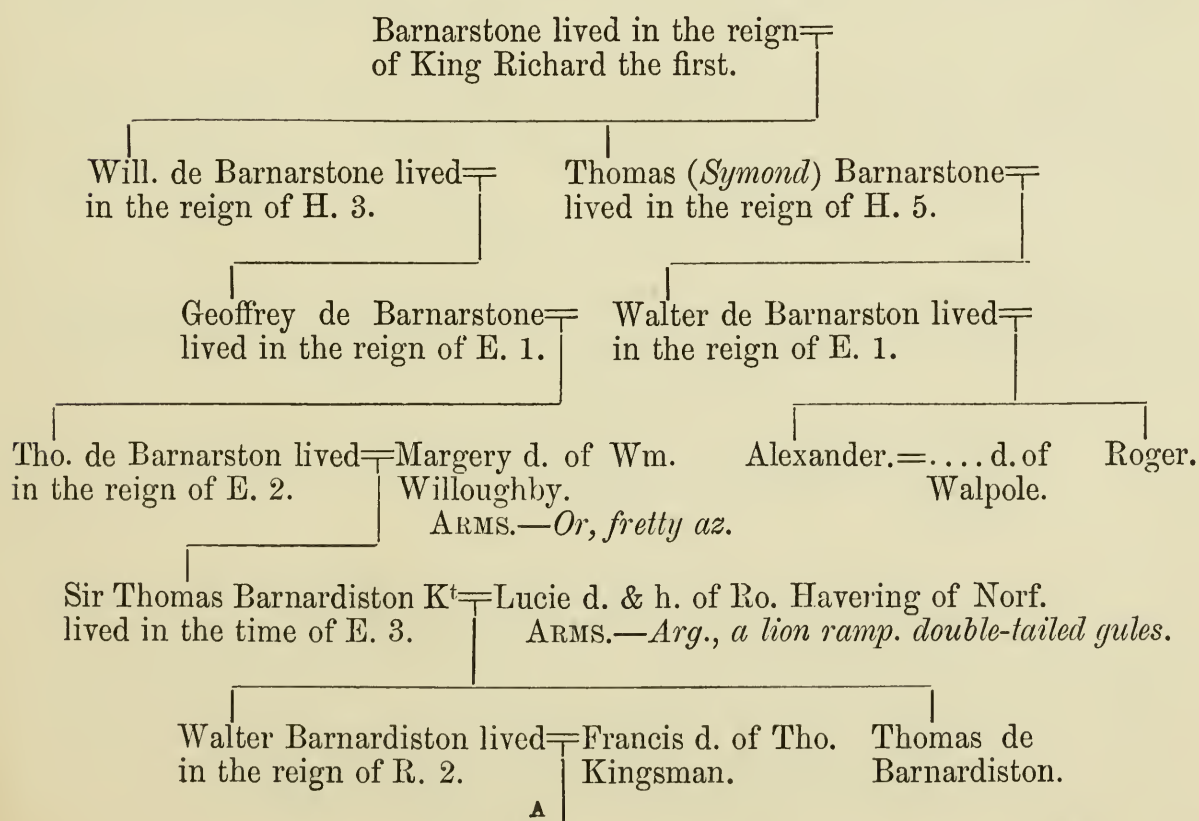 Barnarstone lived in the reign
of King Richard the first.
Will. de Barnarstone lived
in the reign of H. 3.
Thomas (Symond) Barnarstone
lived in the reign of H. 5.
Geoffrey de Barnarstone
lived in the reign of E. 1.
Walter de Barnarston lived
in the reign of E. 1.
Tho. de Barnarston lived
in the reign of E. 2.
Margery d. of Wm.
Willoughby.
ARMS.—Or, fretty az.
Alexander.=.... d. of
Walpole.
Roger.
Sir Thomas Barnardiston Kt
lived in the time of E. 3.
Lucie d. & h. of Ro. Havering of Norf.
ARMS.—Arg., a lion ramp. double-tailed gules.
Walter Barnardiston lived
in the reign of R. 2.
Francis d. of Tho.
Kingsman.
Thomas de
Barnardiston.
A